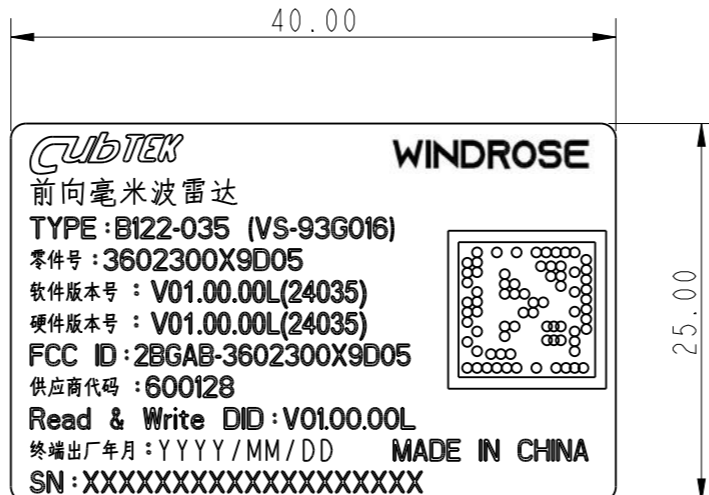 40.00
CUbTEK WINDROSE
前向毫米波雷达
TYPE:B122-035 (VS-93G016)
零件号:3602300X9D05
软件版本号 : V01.00.00L(24035)
硬件版本号 : V01.00.00L(24035)
FCC ID:2BGAB-3602300X9D05
供应商代码 :600128
Read & Write DID:V01.00.00L
终端出厂年月:YYYY/MM/DD MADE IN CHINA
SN:XXXXXXXXXXXXXXXXXXX
25.00